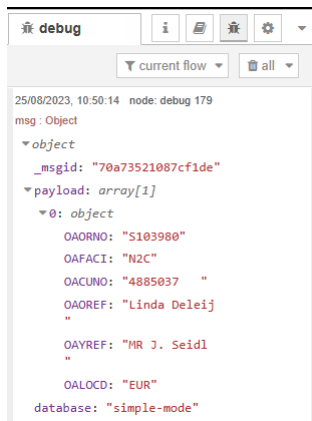 debug
i
current flow
all
25/08/2023, 10:50:14 node: debug 179
msg : Object
object
_msgid: "70a73521087cf1de"
payload: array[1]
0: object
OAORNO: "S103980"
OAFACI: "N2C"
OACUNO: "4885037   "
OAOREF: "Linda Deleij
"
OAYREF: "MR J. Seidl
"
OALOCD: "EUR"
database: "simple-mode"